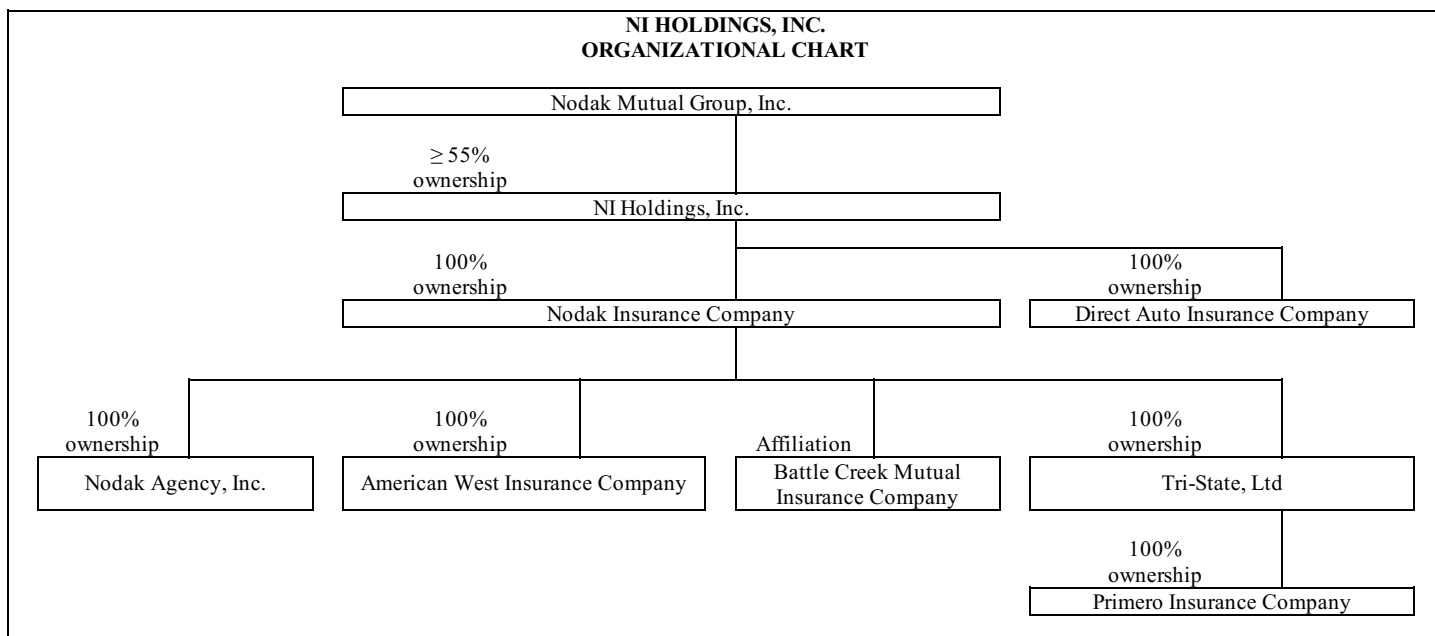 NI HOLDINGS, INC.
ORGANIZATIONAL CHART
Nodak Mutual Group, Inc.
≥ 55%
ownership
NI Holdings, Inc.
100%
ownership
100%
ownership
Nodak Insurance Company
Direct Auto Insurance Company
100%
ownership
100%
ownership
Affiliation
100%
ownership
Nodak Agency, Inc.
American West Insurance Company
Battle Creek Mutual
Insurance Company
Tri-State, Ltd
100%
ownership
Primero Insurance Company